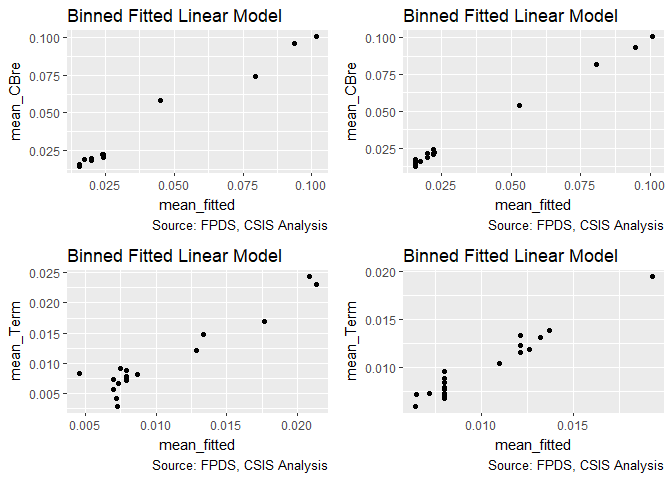 Binned Fitted Linear Model
mean_CBre
0.100
0.075
0.050
0.025
0.025 0.050 0.075 0.100
mean_fitted
Source: FPDS, CSIS Analysis
Binned Fitted Linear Model
mean_CBre
0.100
0.075
0.050
0.025
0.025 0.050 0.075 0.100
mean_fitted
Source: FPDS, CSIS Analysis
Binned Fitted Linear Model
mean_Term
0.025
0.020
0.015
0.010
0.005
0.005 0.010 0.015 0.020
mean_fitted
Source: FPDS, CSIS Analysis
Binned Fitted Linear Model
mean_Term
0.020
0.015
0.010
0.010 0.015
mean_fitted
Source: FPDS, CSIS Analysis